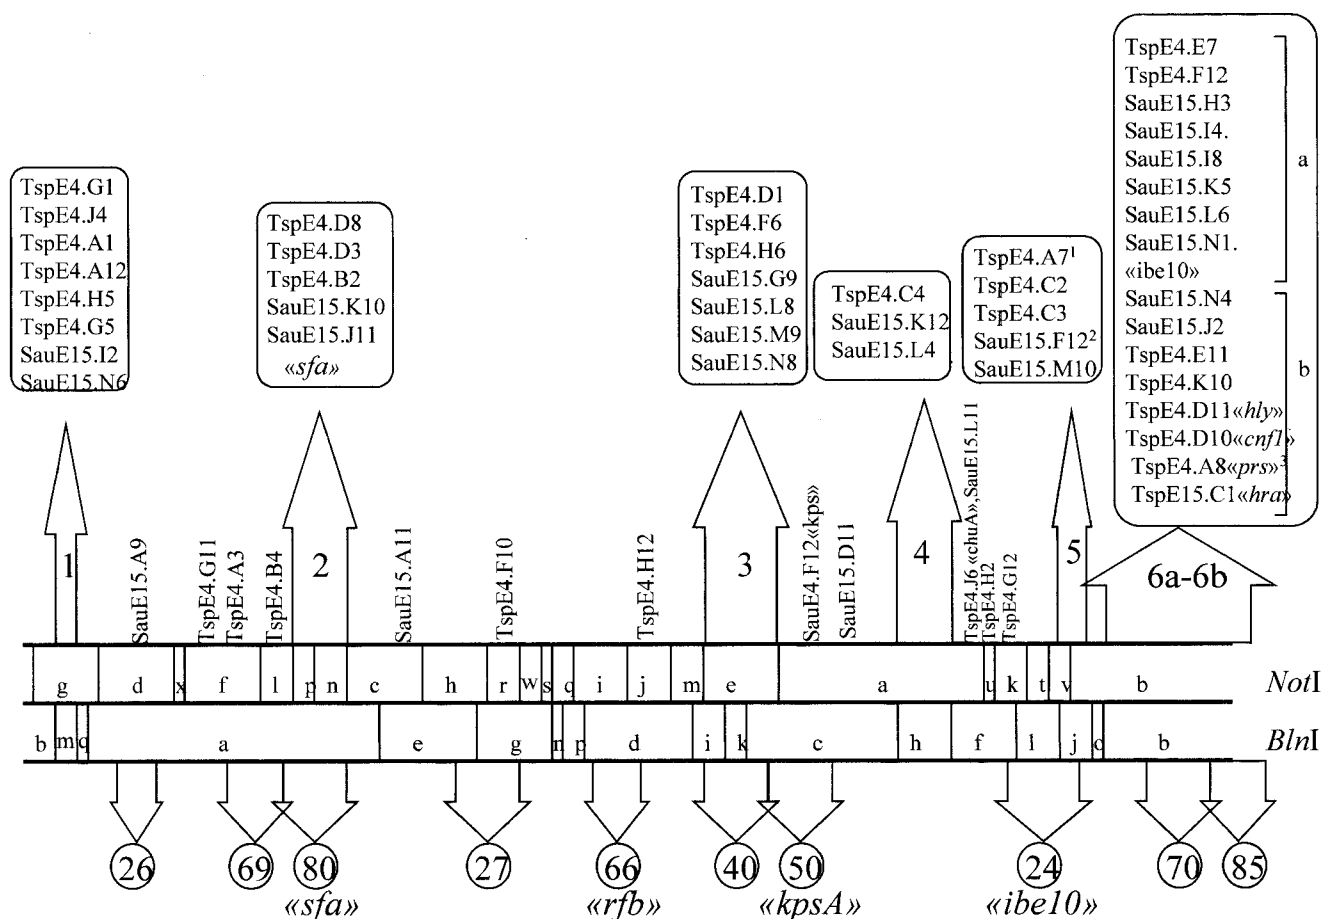 TspE4.G1
TspE4.J4
TspE4.A1
TspE4.A12
TspE4.H5
TspE4.G5
SauE15.I2
SauE15.N6
TspE4.D8
TspE4.D3
TspE4.B2
SauE15.K10
SauE15.J11
«sfa»
TspE4.D1
TspE4.F6
TspE4.H6
SauE15.G9
SauE15.L8
SauE15.M9
SauE15.N8
TspE4.C4
SauE15.K12
SauE15.L4
TspE4.A7¹
TspE4.C2
TspE4.C3
SauE15.F12²
SauE15.M10
TspE4.E7
TspE4.F12
SauE15.H3
SauE15.I4.
SauE15.I8
SauE15.K5
SauE15.L6
SauE15.N1.
«ibe10»
a
SauE15.N4
SauE15.J2
TspE4.E11
TspE4.K10
TspE4.D11«hly»
TspE4.D10«cnf1»
TspE4.A8«prs»³
TspE15.C1«hra»
b
1
SauE15.A9
TspE4.G11
TspE4.A3
TspE4.B4
2
SauE15.A11
TspE4.F10
TspE4.H12
3
SauE4.F12«kps»
SauE15.D11
4
TspE4.J6 «chuA»,SauE15.L11
TspE4.H2
TspE4.G12
5
6a-6b
g d x f l p n c h r w s q i j m e a u k t v b NotI
b m q a e g n p d i k c h f l j o b BlnI
26 69 80 27 66 40 50 24 70 85
«sfa» «rfb» «kpsA» «ibe10»